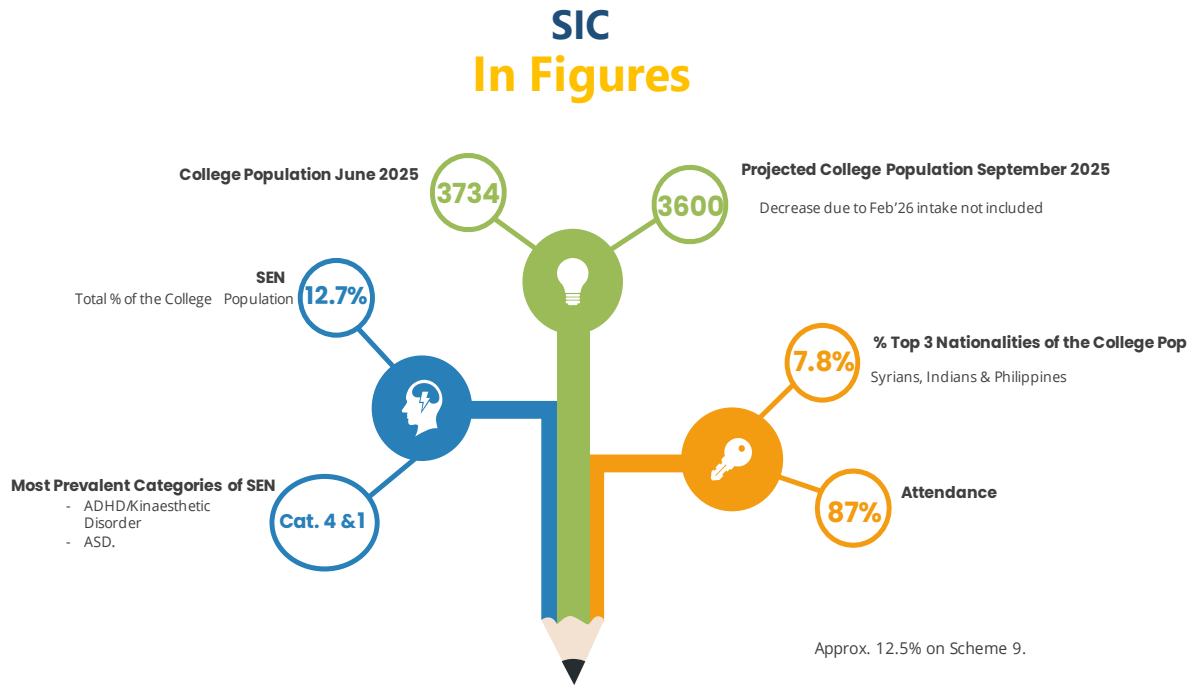 SIC
In Figures
College Population June 2025
3734
3600
Projected College Population September 2025
Decrease due to Feb’26 intake not included
SEN
Total % of the College Population
12.7%
7.8%
% Top 3 Nationalities of the College Pop
Syrians, Indians & Philippines
Most Prevalent Categories of SEN
- ADHD/Kinaesthetic
Disorder
- ASD.
Cat. 4 &1
87%
Attendance
Approx. 12.5% on Scheme 9.